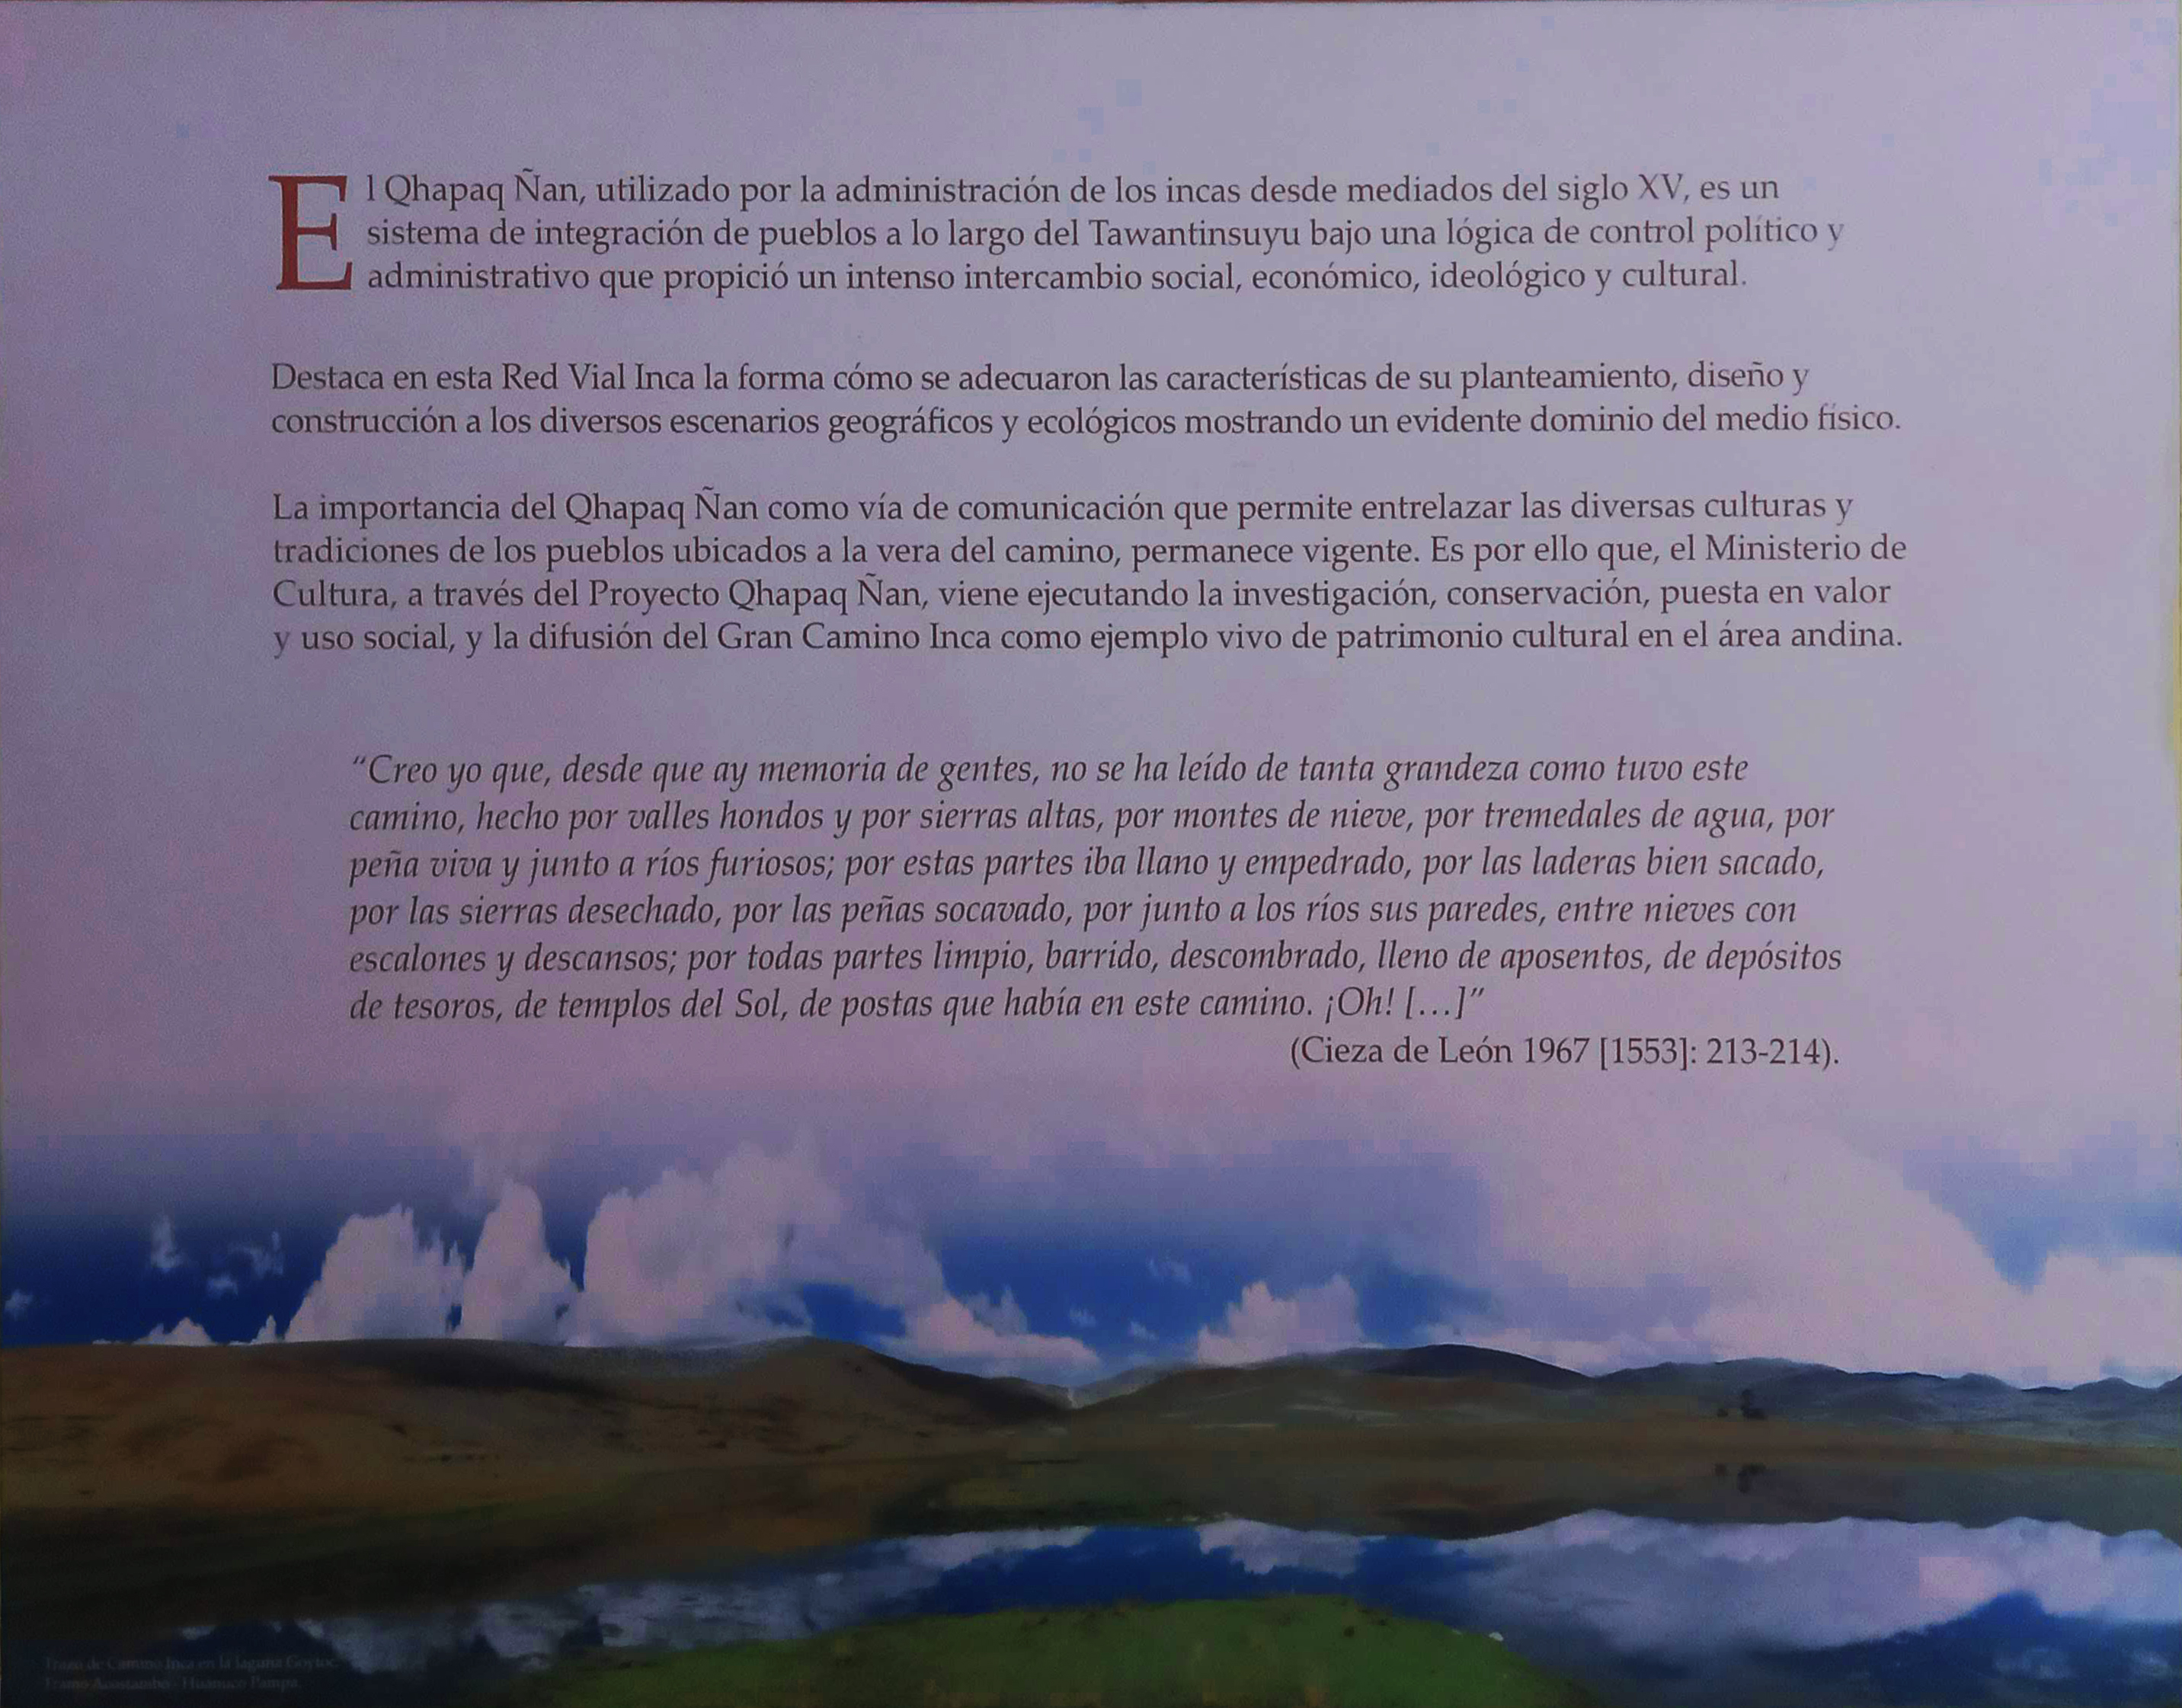 El Qhapaq Ñan, utilizado por la administración de los incas desde mediados del siglo XV, es un
sistema de integración de pueblos a lo largo del Tawantinsuyu bajo una lógica de control político y
administrativo que propició un intenso intercambio social, económico, ideológico y cultural.
Destaca en esta Red Vial Inca la forma cómo se adecuaron las características de su planteamiento, diseño y
construcción a los diversos escenarios geográficos y ecológicos mostrando un evidente dominio del medio físico.
La importancia del Qhapaq Ñan como vía de comunicación que permite entrelazar las diversas culturas y
tradiciones de los pueblos ubicados a la vera del camino, permanece vigente. Es por ello que, el Ministerio de
Cultura, a través del Proyecto Qhapaq Ñan, viene ejecutando la investigación, conservación, puesta en valor
y uso social, y la difusión del Gran Camino Inca como ejemplo vivo de patrimonio cultural en el área andina.
“Creo yo que, desde que ay memoria de gentes, no se ha leído de tanta grandeza como tuvo este
camino, hecho por valles hondos y por sierras altas, por montes de nieve, por tremedales de agua, por
peña viva y junto a ríos furiosos; por estas partes iba llano y empedrado, por las laderas bien sacado,
por las sierras desechado, por las peñas socavado, por junto a los ríos sus paredes, entre nieves con
escalones y descansos; por todas partes limpio, barrido, descombrado, lleno de aposentos, de depósitos
de tesoros, de templos del Sol, de postas que había en este camino. ¡Oh! [...]”
(Cieza de León 1967 [1553]: 213-214).
de Camino Inca en la laguna
Tramo Acostambo - Huánuco Pampa.